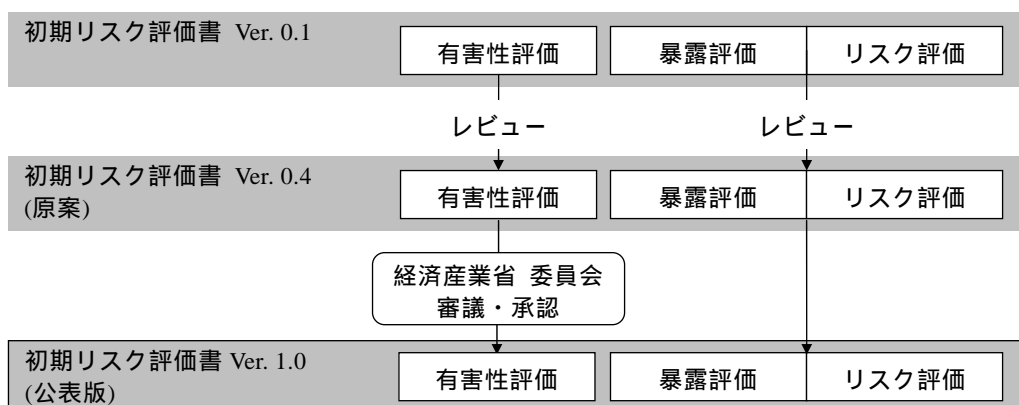 初期リスク評価書 Ver. 0.1
有害性評価 暴露評価 リスク評価
レビュー レビュー
初期リスク評価書 Ver. 0.4
(原案)
有害性評価 暴露評価 リスク評価
経済産業省 委員会
審議・承認
初期リスク評価書 Ver. 1.0
(公表版)
有害性評価 暴露評価 リスク評価